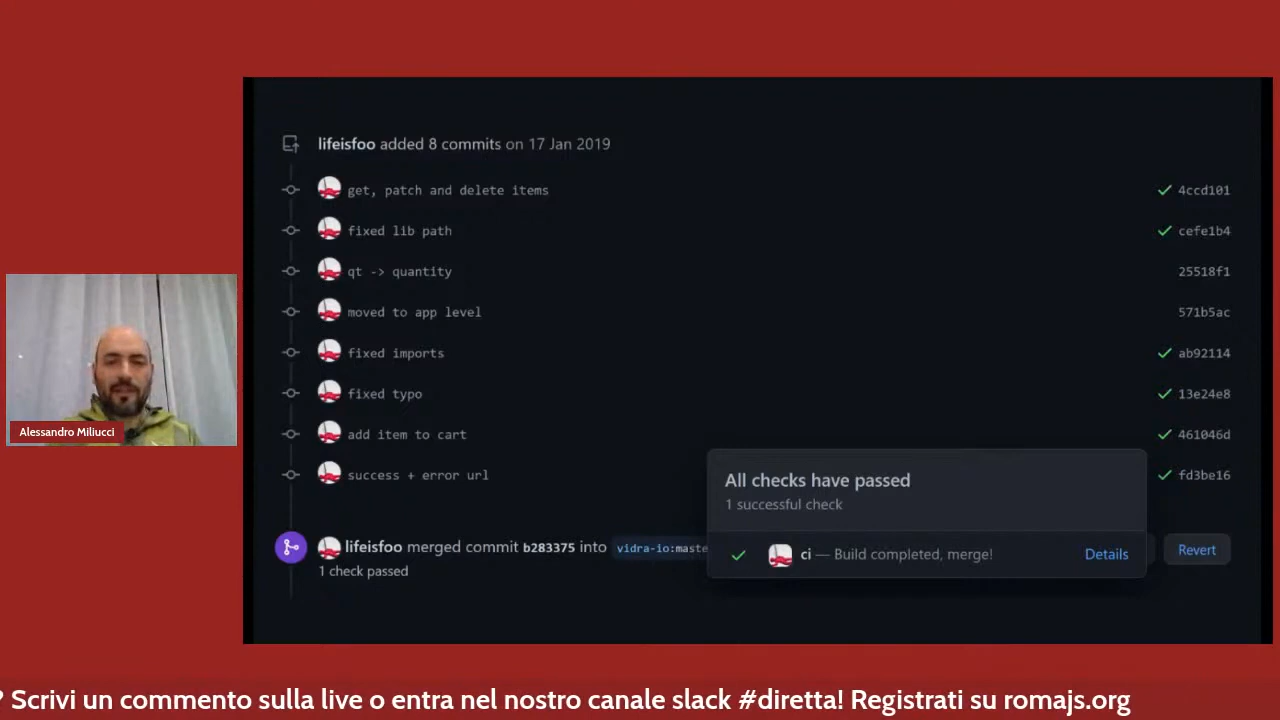 lifeisfoo added 8 commits on 17 Jan 2019
get, patch and delete items 4ccd101
fixed lib path cefe1b4
qt -> quantity 25518f1
moved to app level 571b5ac
fixed imports ab92114
fixed typo 13e24e8
add item to cart 461046d
success + error url fd3be16
All checks have passed
1 successful check
lifeisfoo merged commit b283375 into vidra-io:maste
1 check passed
ci — Build completed, merge! Details
Revert
Alessandro Miliucci
? Scrivi un commento sulla live o entra nel nostro canale slack #diretta! Registrati su romajs.org